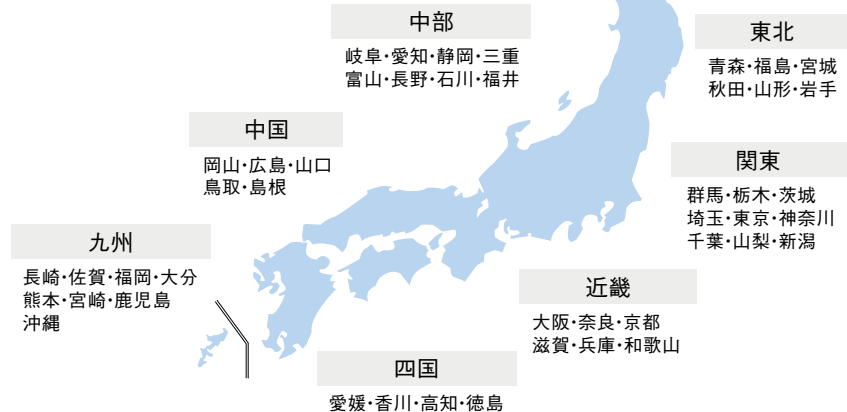 中部
岐阜・愛知・静岡・三重
富山・長野・石川・福井
東北
青森・福島・宮城
秋田・山形・岩手
中国
岡山・広島・山口
鳥取・島根
関東
群馬・栃木・茨城
埼玉・東京・神奈川
千葉・山梨・新潟
九州
長崎・佐賀・福岡・大分
熊本・宮崎・鹿児島
沖縄
近畿
大阪・奈良・京都
滋賀・兵庫・和歌山
四国
愛媛・香川・高知・徳島